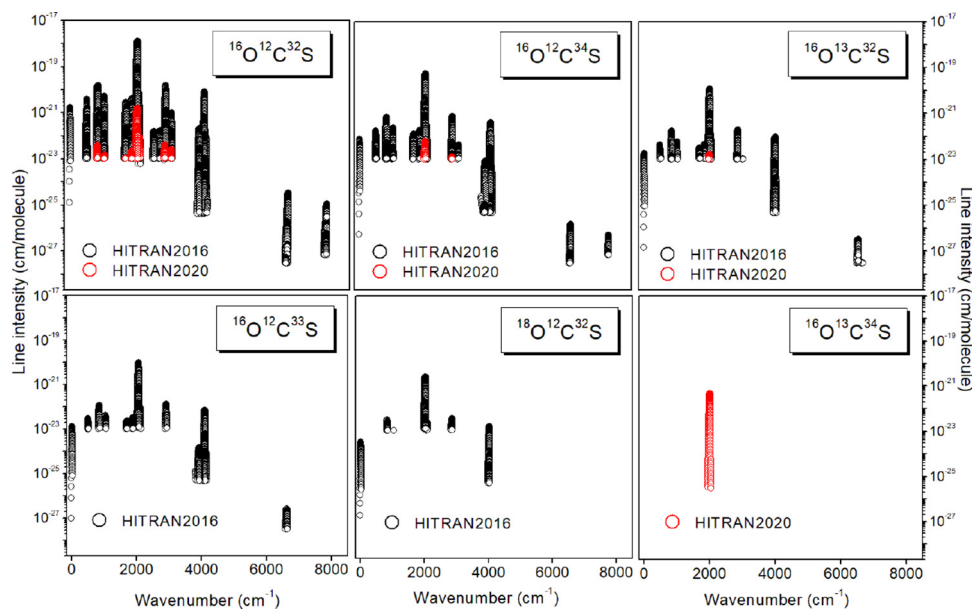 Line intensity (cm/molecule)
10⁻¹⁷
10⁻¹⁹
10⁻²¹
10⁻²³
10⁻²⁵
10⁻²⁷
¹⁶O¹²C³²S
HITRAN2016
HITRAN2020
¹⁶O¹²C³⁴S
HITRAN2016
HITRAN2020
¹⁶O¹³C³²S
HITRAN2016
HITRAN2020
10⁻¹⁷
10⁻¹⁹
10⁻²¹
10⁻²³
10⁻²⁵
10⁻²⁷
Line intensity (cm/molecule)
10⁻¹⁷
10⁻¹⁹
10⁻²¹
10⁻²³
10⁻²⁵
10⁻²⁷
¹⁶O¹²C³³S
HITRAN2016
¹⁸O¹²C³²S
HITRAN2016
¹⁶O¹³C³⁴S
HITRAN2020
10⁻¹⁷
10⁻¹⁹
10⁻²¹
10⁻²³
10⁻²⁵
10⁻²⁷
0 2000 4000 6000 8000
0 2000 4000 6000 8000
0 2000 4000 6000 8000
Wavenumber (cm⁻¹)
Wavenumber (cm⁻¹)
Wavenumber (cm⁻¹)